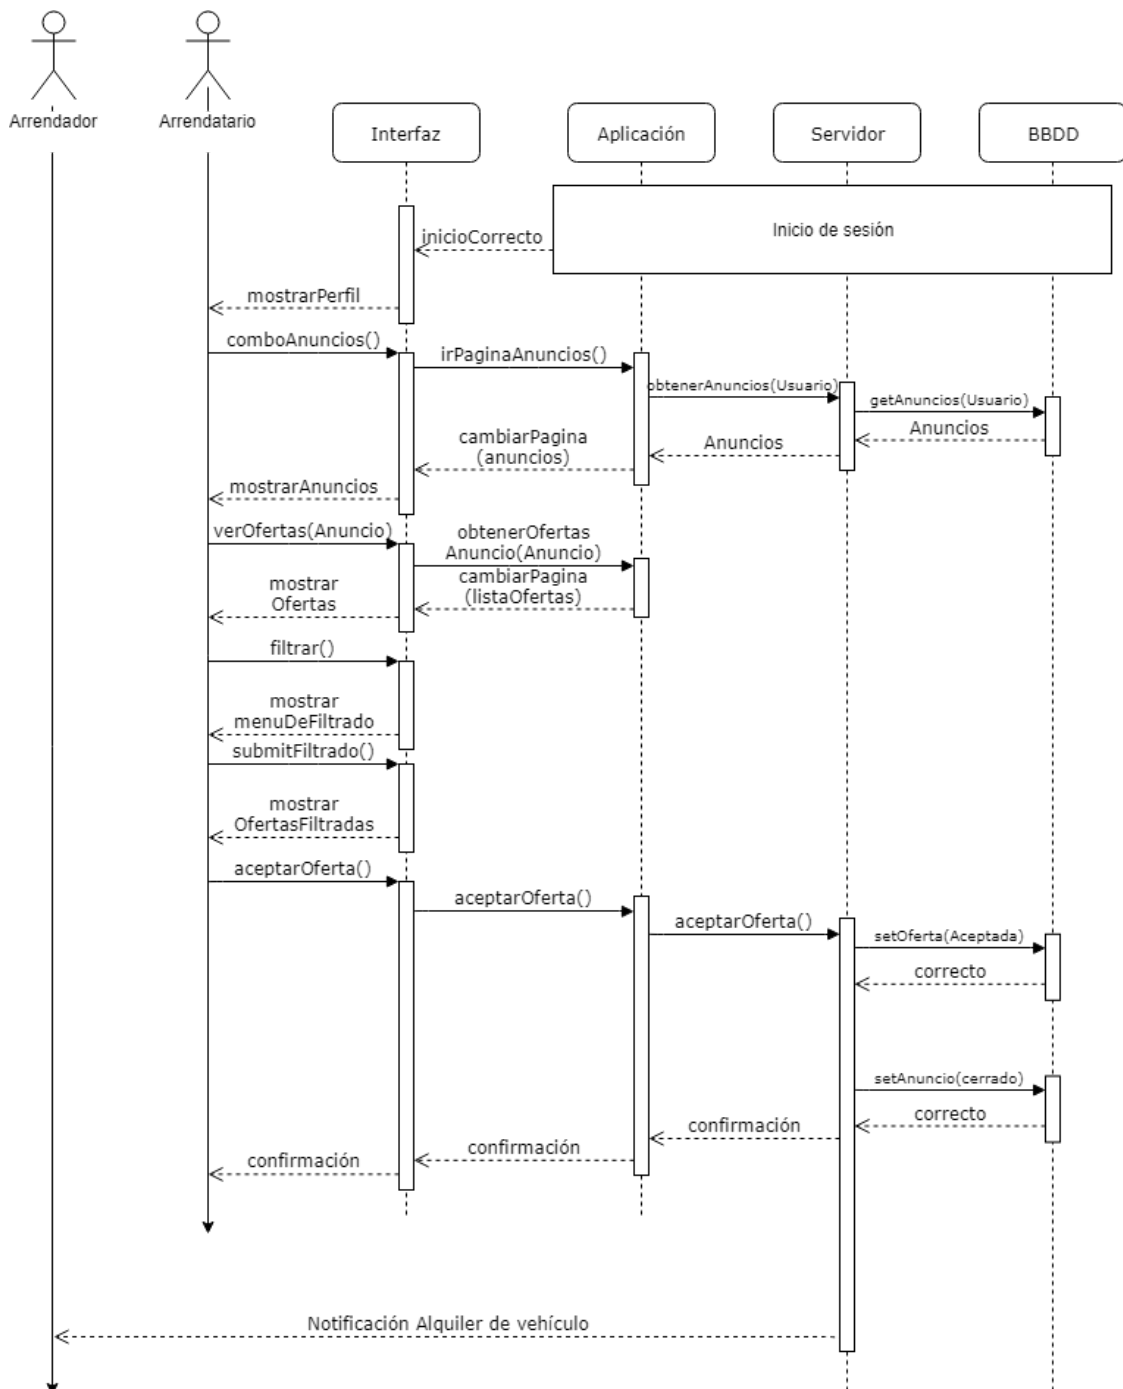 Arrendador
Arrendatario
Interfaz
Aplicación
Servidor
BBDD
Inicio de sesión
inicioCorrecto
mostrarPerfil
comboAnuncios()
irPaginaAnuncios()
obtenerAnuncios(Usuario)
getAnuncios(Usuario)
Anuncios
Anuncios
cambiarPagina
(anuncios)
mostrarAnuncios
verOfertas(Anuncio)
obtenerOfertas
Anuncio(Anuncio)
cambiarPagina
(listaOfertas)
mostrar
Ofertas
filtrar()
mostrar
menuDeFiltrado
submitFiltrado()
mostrar
OfertasFiltradas
aceptarOferta()
aceptarOferta()
aceptarOferta()
setOferta(Aceptada)
correcto
setAnuncio(cerrado)
correcto
confirmación
confirmación
confirmación
Notificación Alquiler de vehículo